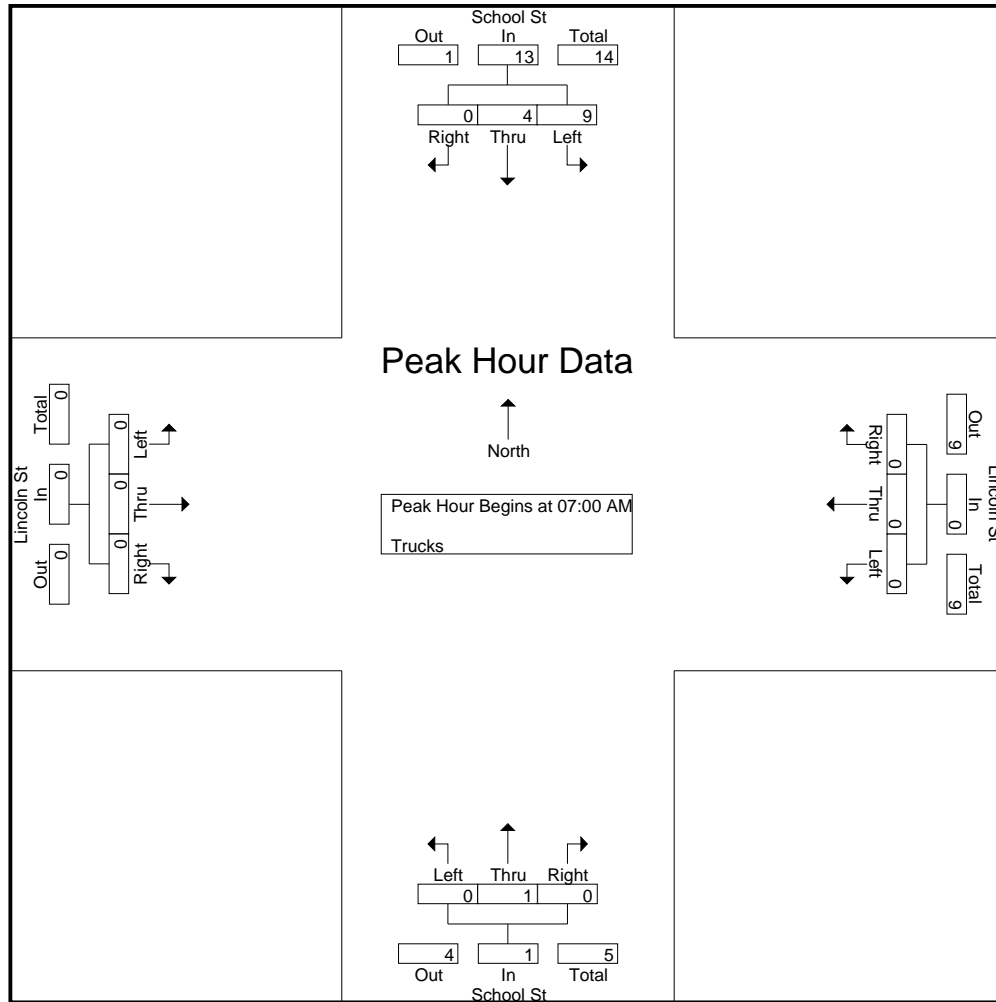 School St
Out In Total
1 13 14
0 4 9
Right Thru Left
Peak Hour Data
North
Peak Hour Begins at 07:00 AM
Trucks
Lincoln St
Total In Out
0 0 0
0 0 0
Left Thru Right
Right Thru Left
0 0 0
9 0 9
Out In Total
Lincoln St
Left Thru Right
0 1 0
4 1 5
Out In Total
School St